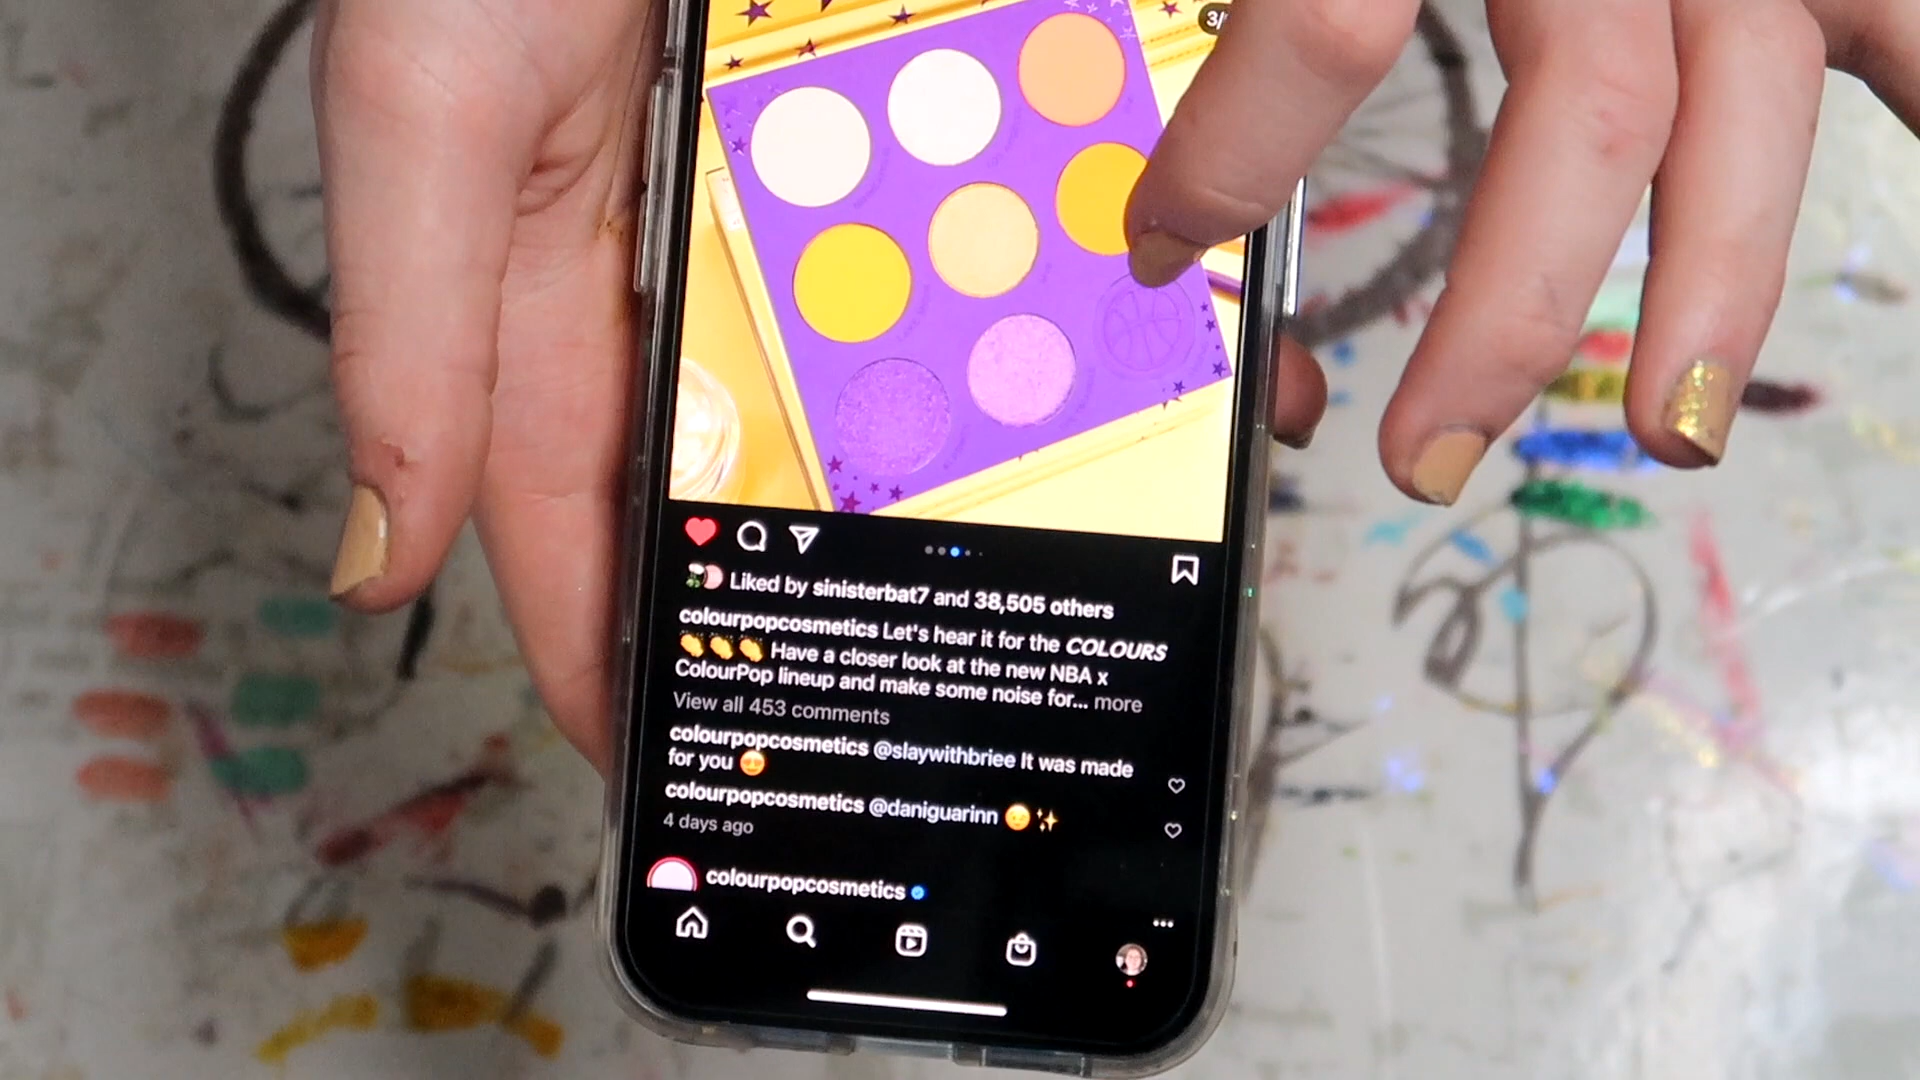 3/
Liked by sinisterbat7 and 38,505 others
colourpopcosmetics Let's hear it for the COLOURS
👏👏👏 Have a closer look at the new NBA x
ColourPop lineup and make some noise for... more
View all 453 comments
colourpopcosmetics @slaywithbriee It was made
for you 😍
colourpopcosmetics @daniguarinn 😉✨
4 days ago
colourpopcosmetics